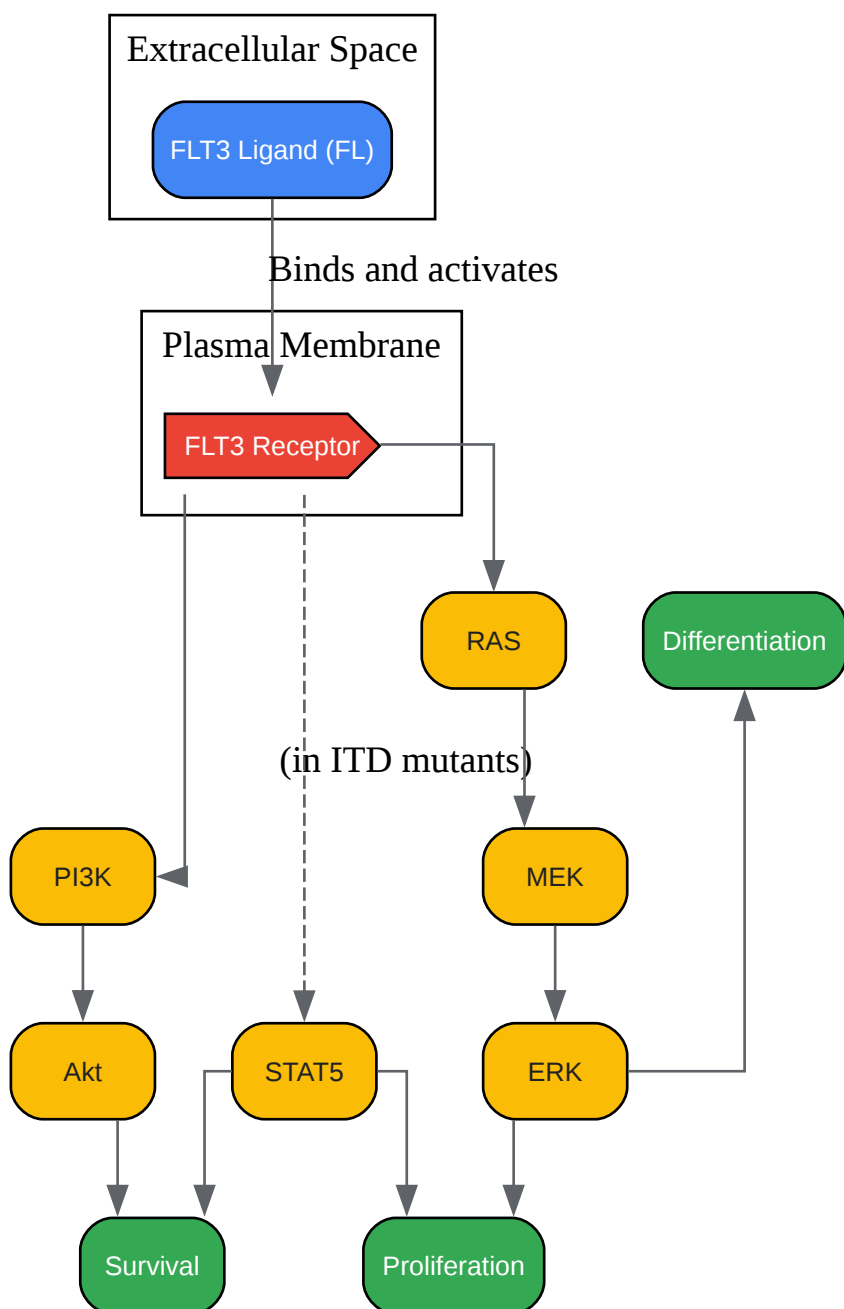 Extracellular Space
FLT3 Ligand (FL)
Binds and activates
Plasma Membrane
FLT3 Receptor
RAS
Differentiation
(in ITD mutants)
PI3K
MEK
Akt
STAT5
ERK
Survival
Proliferation